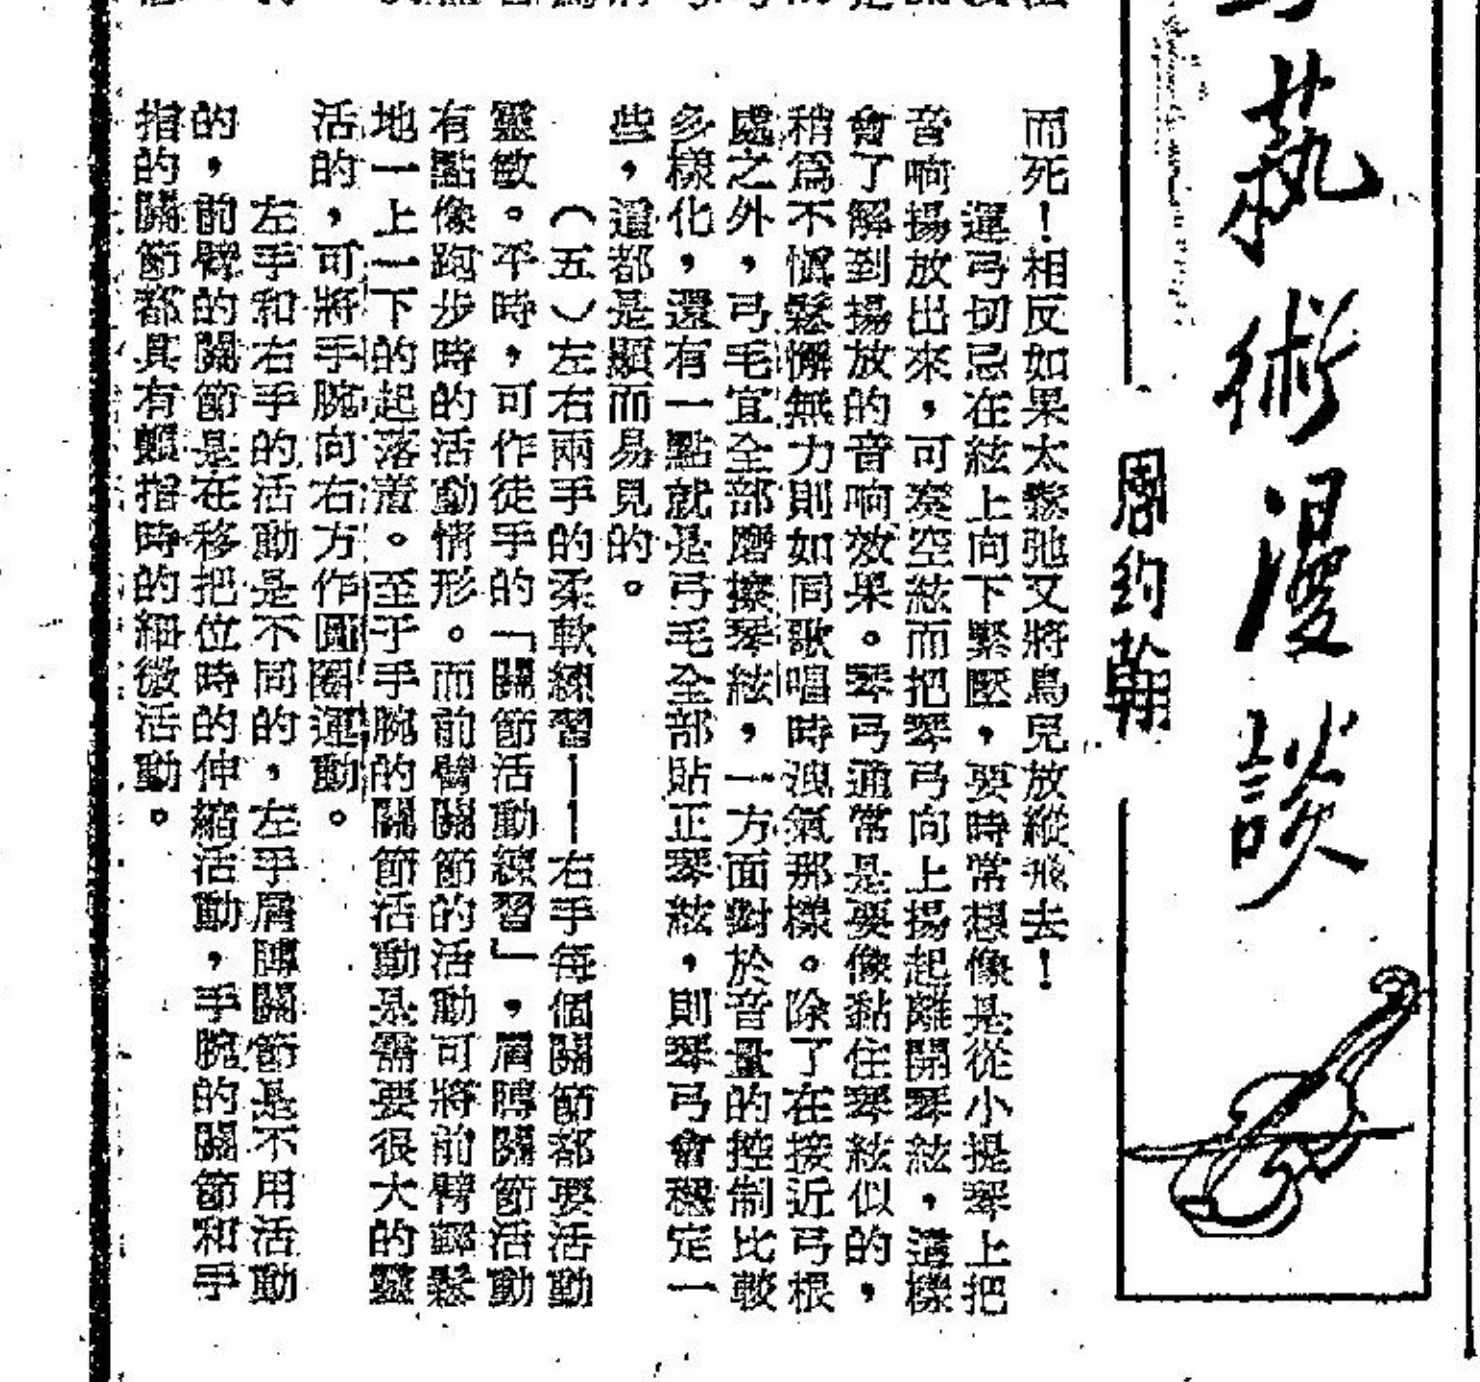 藝術漫談
周約翰
而死！相反如果太鬆弛又將鳥兒放縱飛去！
運弓切忌在絃上向下緊壓，要時常想像是從小提琴上把
音响揚放出來，可奏空絃而把琴弓向上揚起離開琴絃，這樣
會了解到揚放的音响效果。琴弓通常是要像黏住琴絃似的，
稍爲不慎鬆懈無力則如同歌唱時洩氣那樣。除了在接近弓根
處之外，弓毛宜全部磨擦琴絃，一方面對於音量的控制比較
多樣化，還有一點就是弓毛全部貼正琴絃，則琴弓會穩定一
些，這都是顯而易見的。
（五）左右兩手的柔軟練習——右手每個關節都要活動
靈敏。平時，可作徒手的「關節活動練習」，肩膊關節活動
有點像跑步時的活動情形。而前臂關節的活動可將前臂輕鬆
地一上一下的起落着。至于手腕的關節活動是需要很大的靈
活的，可將手腕向右方作圓圈運動。
左手和右手的活動是不同的，左手肩膊關節是不用活動
的，前臂的關節是在移把位時的伸縮活動，手腕的關節和手
指的關節都具有顫指時的細微活動。